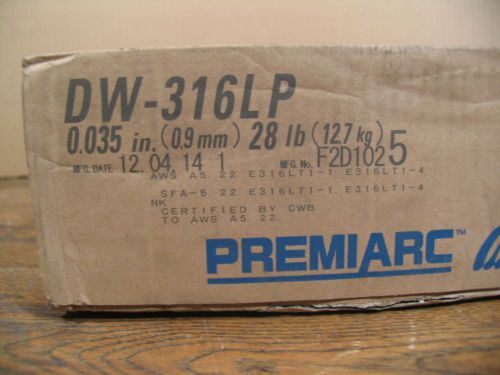 DW-316LP
0.035 in. (0.9 mm) 28 lb (12.7 kg)
MFG. DATE 12.04.14 1 MFG. No. F2D1025
AWS A5.22 E316LT1-1 E316LT1-4
SFA-5.22 E316LT1-1, E316LT1-4
NK
CERTIFIED BY CWB
TO AWS A5.22.
PREMIARC™